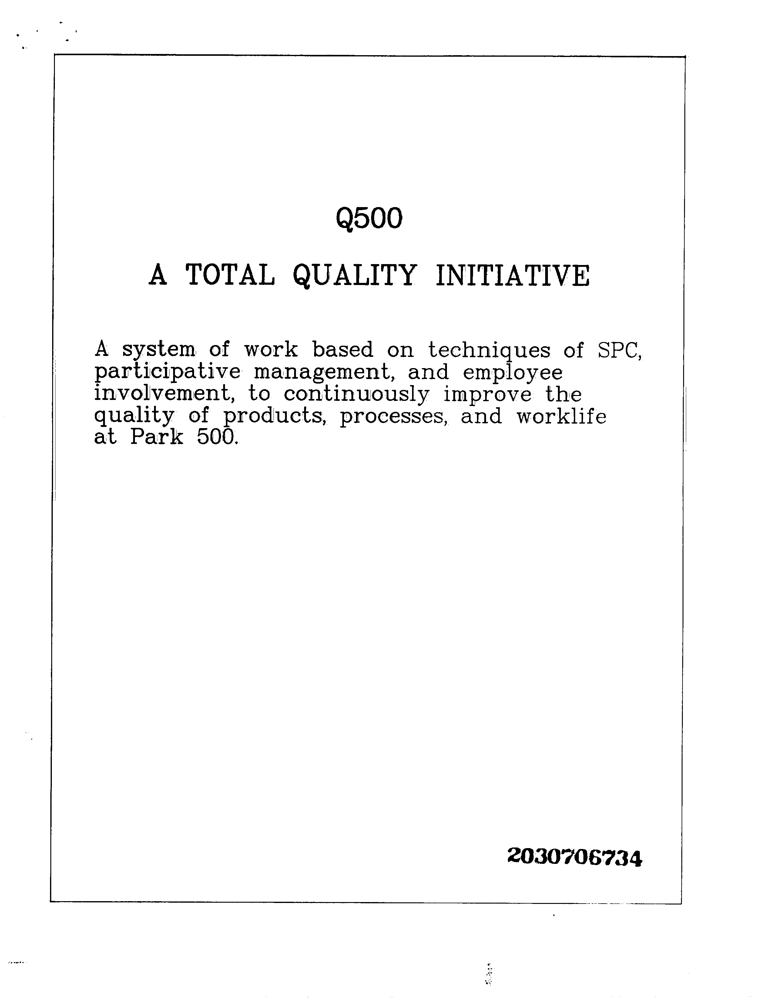 Q500
A TOTAL QUALITY INITIATIVE
A system of work based on techniques of SPC,
participative management, and employee
involvement, to continuously improve the
quality of products, processes, and worklife
at Park 500.
2030706734